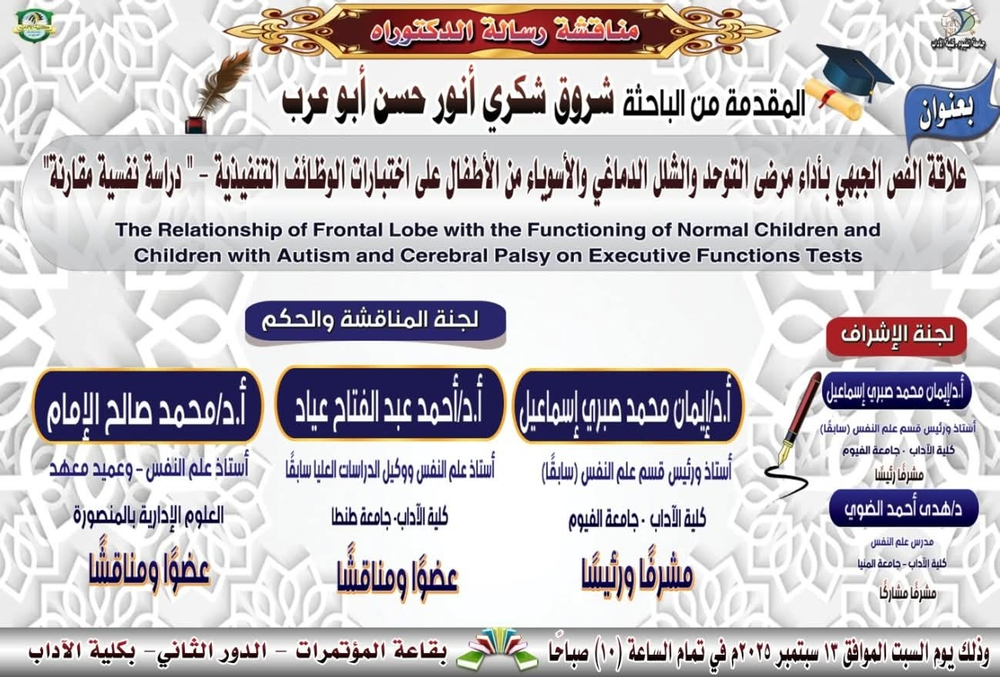 مناقشة رسالة الدكتوراه
جامعة الفيوم - كلية الآداب
المقدمة من الباحثة شروق شكري أنور حسن أبو عرب
بعنوان
علاقة الفص الجبهي بأداء مرضى التوحد والشلل الدماغي والأسوياء من الأطفال على اختبارات الوظائف التنفيذية - " دراسة نفسية مقارنة"
The Relationship of Frontal Lobe with the Functioning of Normal Children and
Children with Autism and Cerebral Palsy on Executive Functions Tests
لجنة الإشراف
أ.د/إيمان محمد صبري إسماعيل
أستاذ ورئيس قسم علم النفس (سابقًا)
كلية الآداب - جامعة الفيوم
مشرفًا رئيسًا
د/هدى أحمد الضوي
مدرس علم النفس
كلية الآداب - جامعة المنيا
مشرفًا مشاركًا
لجنة المناقشة والحكم
أ.د/إيمان محمد صبري إسماعيل
أستاذ ورئيس قسم علم النفس (سابقًا)
كلية الآداب - جامعة الفيوم
مشرفًا ورئيسًا
أ.د/أحمد عبد الفتاح عياد
أستاذ علم النفس ووكيل الدراسات العليا سابقًا
كلية الآداب- جامعة طنطا
عضوًا ومناقشًا
أ.د/محمد صالح الإمام
أستاذ علم النفس - وعميد معهد
العلوم الإدارية بالمنصورة
عضوًا ومناقشًا
وذلك يوم السبت الموافق ١٣ سبتمبر ٢٠٢٥م في تمام الساعة (١٠) صباحًا
بقاعة المؤتمرات - الدور الثاني- بكلية الآداب